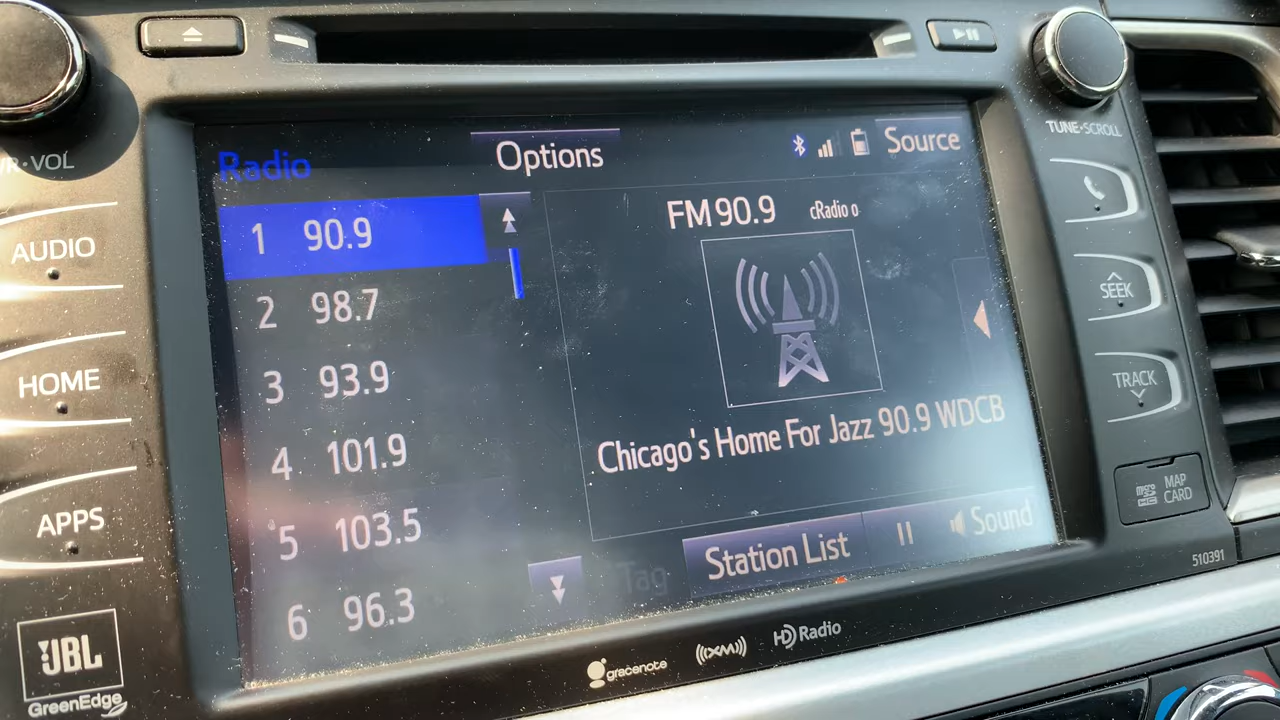 VOL
AUDIO
HOME
APPS
JBL
GreenEdge
Radio
Options
Source
1 90.9
2 98.7
3 93.9
4 101.9
5 103.5
6 96.3
FM 90.9 cRadio o
Chicago's Home For Jazz 90.9 WDCB
Tag
Station List
Sound
gracenote
((XM))
HD Radio
TUNE·SCROLL
SEEK
TRACK
MAP
CARD
510391